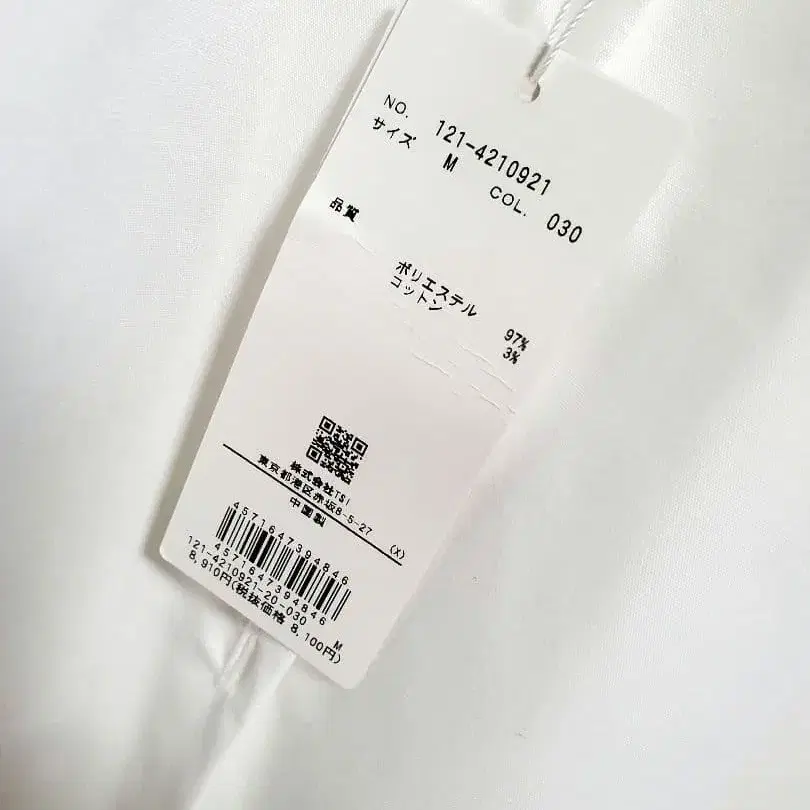 NO. 121-4210921
サイズ M COL. 030
品質
ポリエステル 97%
コットン 3%
株式会社TSI
東京都港区赤坂8-5-27 (X)
中国製
4571647394846
4571647394846
121-4210921-20-030 M
8,910円(税抜価格 8,100円)